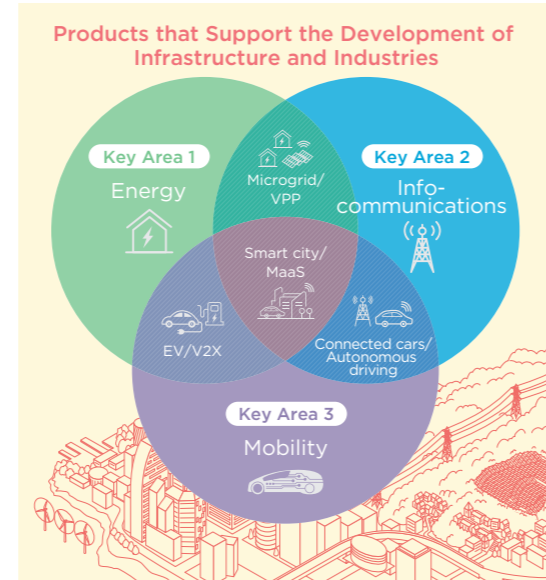 Products that Support the Development of
Infrastructure and Industries
Key Area 1
Energy
Microgrid/
VPP
Key Area 2
Info-
communications
Smart city/
MaaS
EV/V2X
Connected cars/
Autonomous
driving
Key Area 3
Mobility